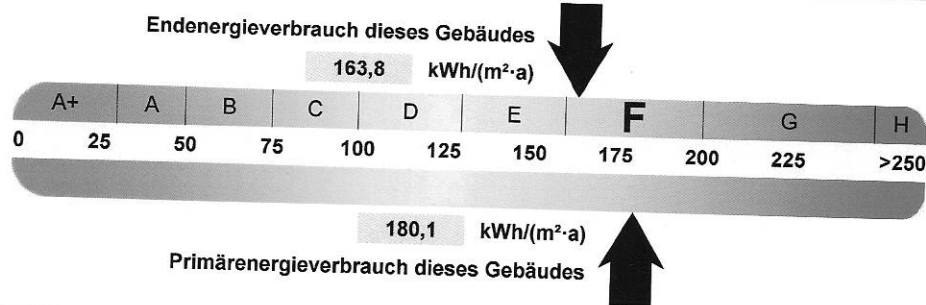 Endenergieverbrauch dieses Gebäudes
163,8 kWh/(m²·a)
A+ A B C D E F G H
0 25 50 75 100 125 150 175 200 225 >250
180,1 kWh/(m²·a)
Primärenergieverbrauch dieses Gebäudes